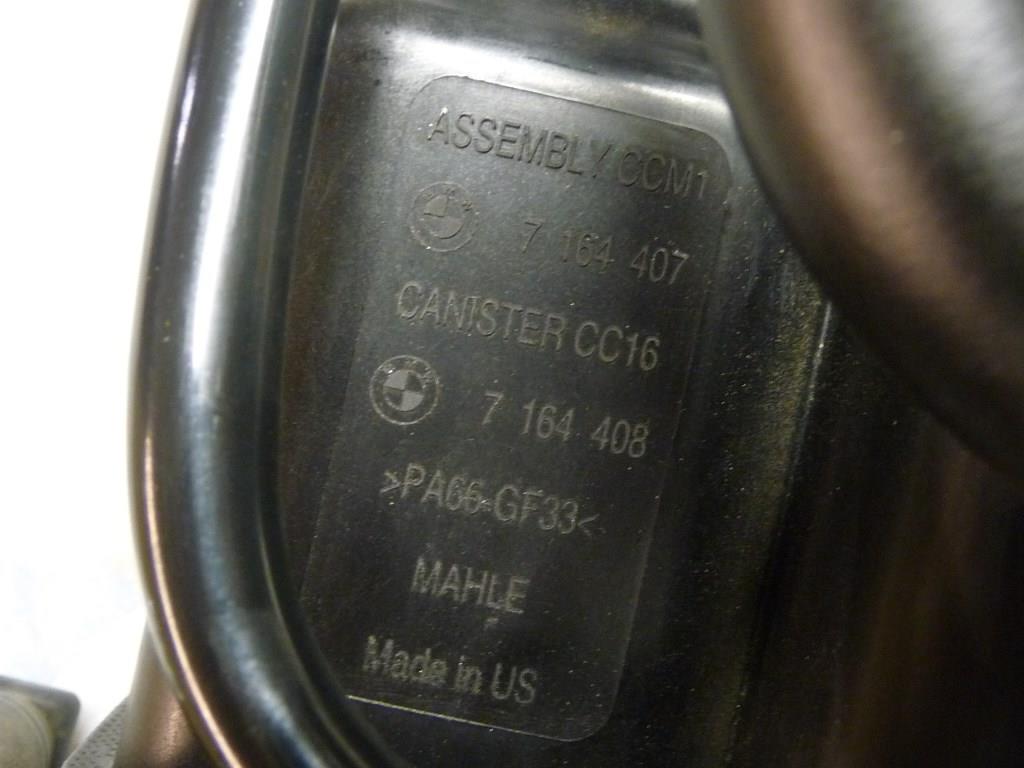 ASSEMBLY CCM1
7 164 407
CANISTER CC16
7 164 408
>PA66-GF33<
MAHLE
Made in US